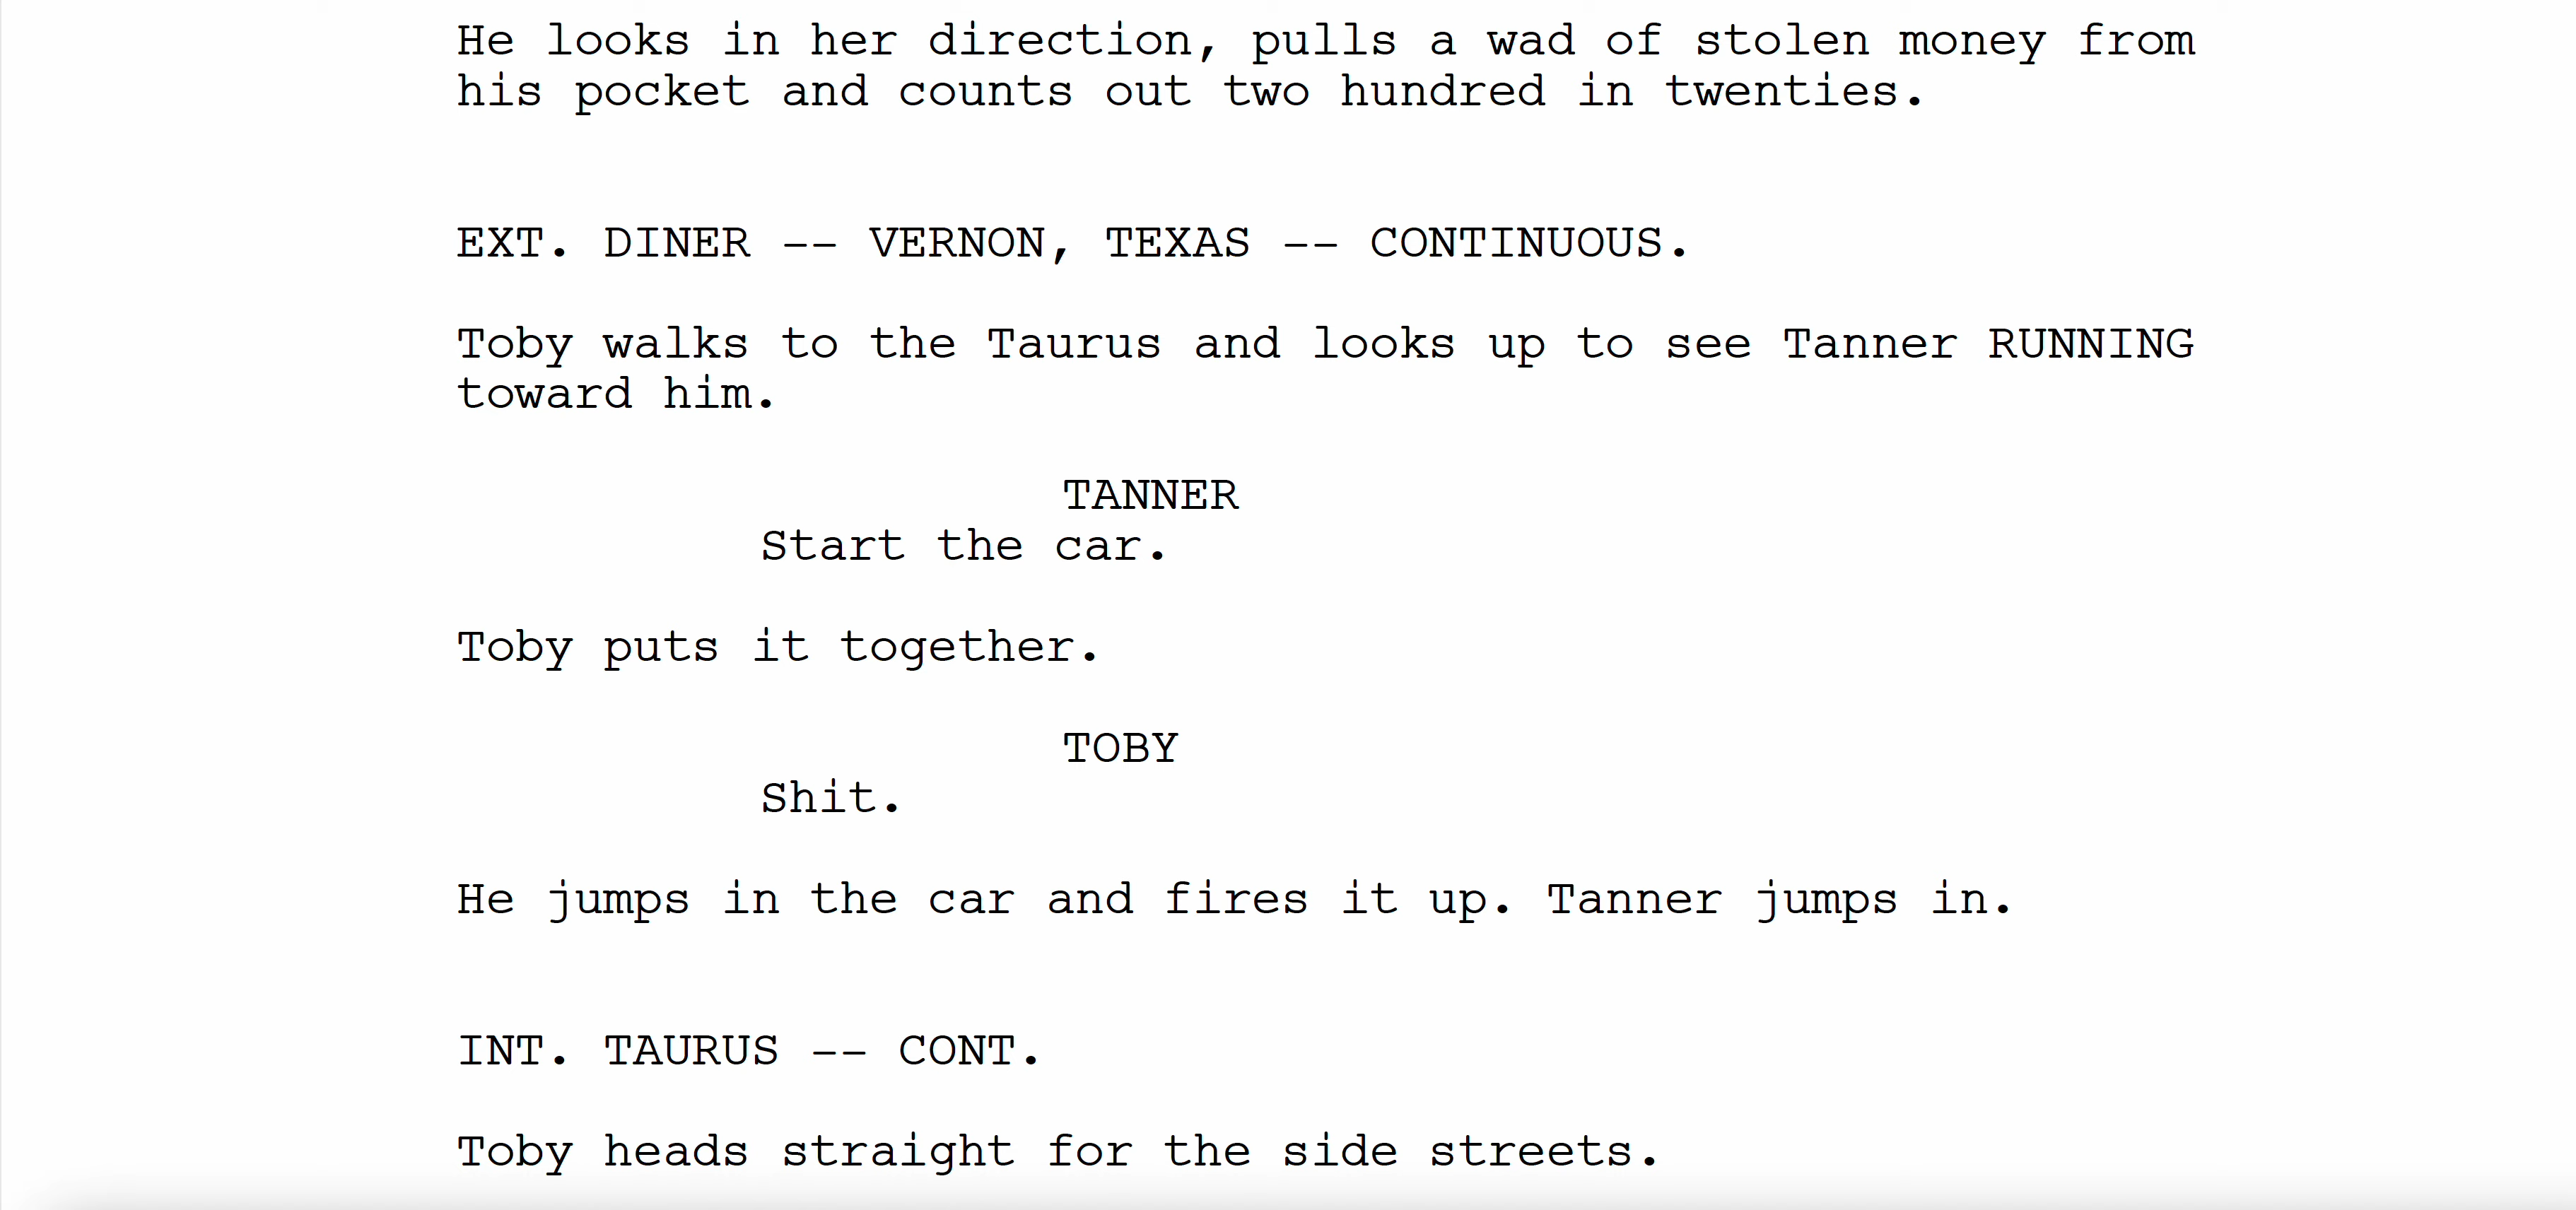 He looks in her direction, pulls a wad of stolen money from
his pocket and counts out two hundred in twenties.
EXT. DINER -- VERNON, TEXAS -- CONTINUOUS.
Toby walks to the Taurus and looks up to see Tanner RUNNING
toward him.
TANNER
Start the car.
Toby puts it together.
TOBY
Shit.
He jumps in the car and fires it up. Tanner jumps in.
INT. TAURUS -- CONT.
Toby heads straight for the side streets.